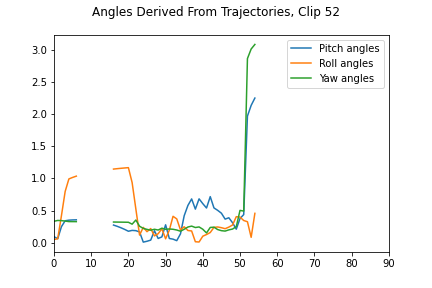 Angles Derived From Trajectories, Clip 52
Pitch angles
Roll angles
Yaw angles
3.0
2.5
2.0
1.5
1.0
0.5
0.0
0 10 20 30 40 50 60 70 80 90